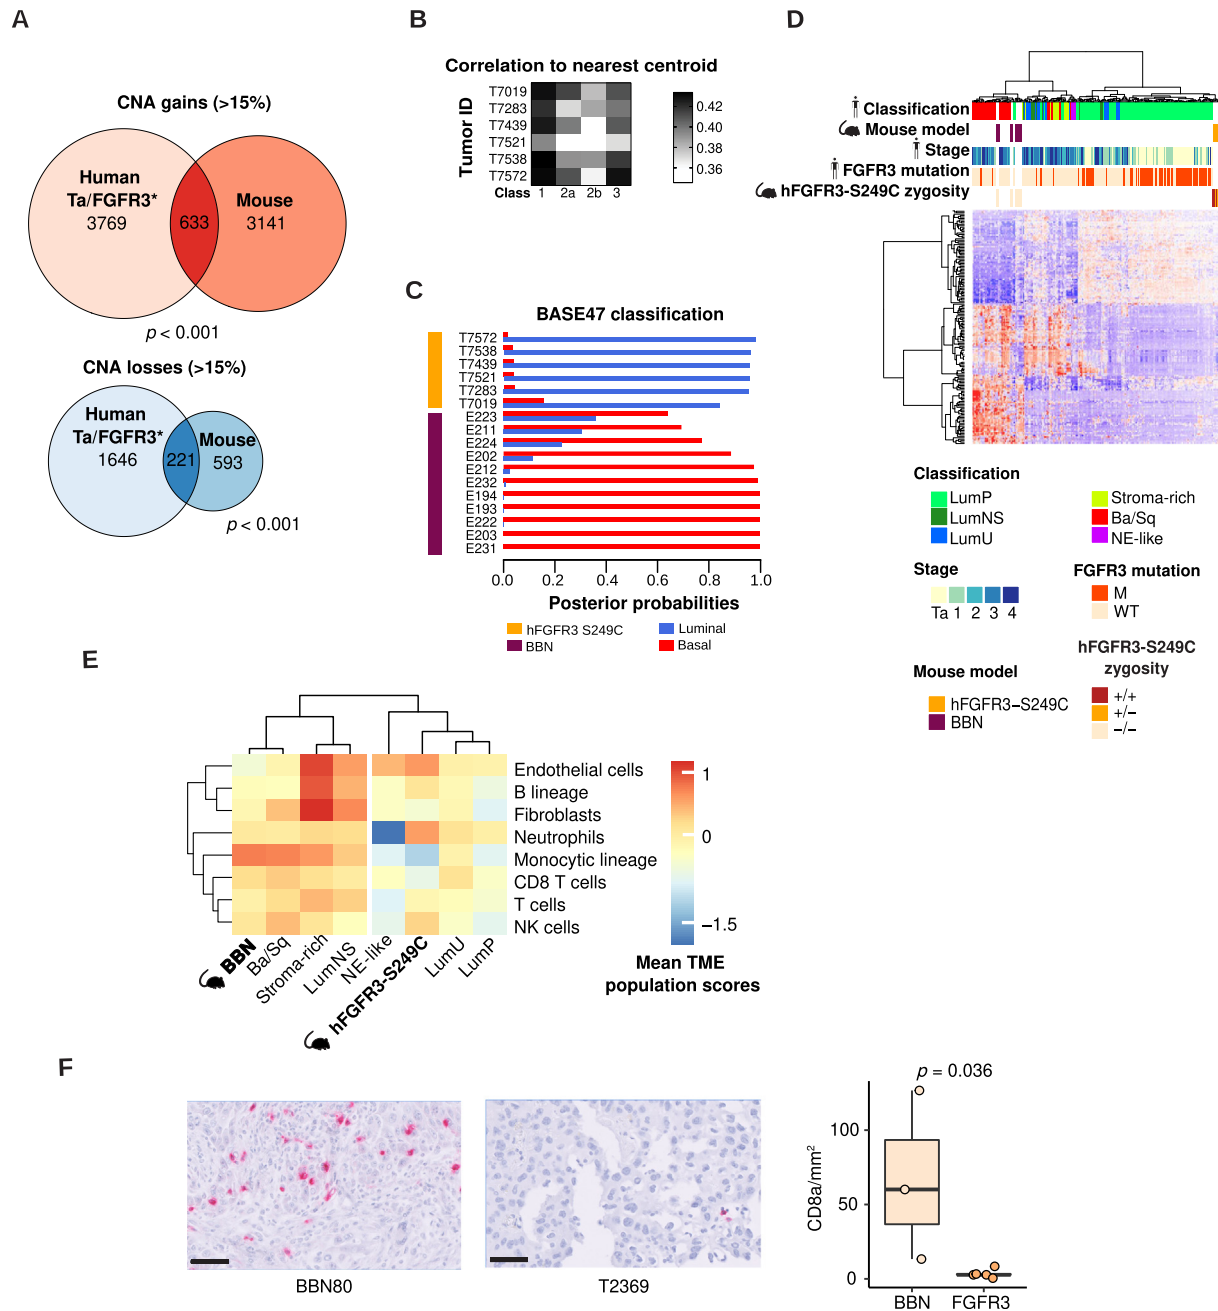 A
CNA gains (>15%)
Human
Ta/FGFR3*
3769
633
Mouse
3141
p < 0.001
CNA losses (>15%)
Human
Ta/FGFR3*
1646
221
Mouse
593
p < 0.001
B
Correlation to nearest centroid
Tumor ID
T7019
T7283
T7439
T7521
T7538
T7572
Class 1 2a 2b 3
0.42
0.40
0.38
0.36
C
BASE47 classification
T7572
T7538
T7439
T7521
T7283
T7019
E223
E211
E224
E202
E212
E232
E194
E193
E222
E203
E231
0.0 0.2 0.4 0.6 0.8 1.0
Posterior probabilities
hFGFR3 S249C
BBN
Luminal
Basal
D
Classification
Mouse model
Stage
FGFR3 mutation
hFGFR3-S249C zygosity
Classification
LumP
LumNS
LumU
Stroma-rich
Ba/Sq
NE-like
Stage
Ta 1 2 3 4
FGFR3 mutation
M
WT
Mouse model
hFGFR3−S249C
BBN
hFGFR3-S249C
zygosity
+/+
+/−
−/−
E
Endothelial cells
B lineage
Fibroblasts
Neutrophils
Monocytic lineage
CD8 T cells
T cells
NK cells
BBN
Ba/Sq
Stroma-rich
LumNS
NE-like
hFGFR3-S249C
LumU
LumP
1
0
−1.5
Mean TME
population scores
F
BBN80
T2369
p = 0.036
CD8a/mm²
100
50
0
BBN FGFR3